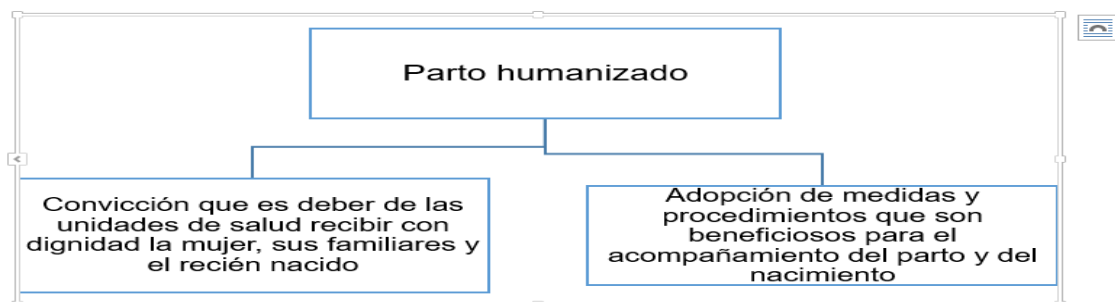 Parto humanizado
Convicción que es deber de las
unidades de salud recibir con
dignidad la mujer, sus familiares y
el recién nacido
Adopción de medidas y
procedimientos que son
beneficiosos para el
acompañamiento del parto y del
nacimiento